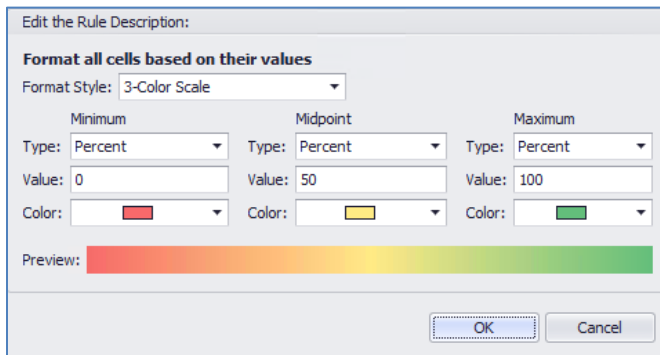 Edit the Rule Description:
Format all cells based on their values
Format Style: 3-Color Scale
Minimum Midpoint Maximum
Type: Percent Type: Percent Type: Percent
Value: 0 Value: 50 Value: 100
Color: Color: Color:
Preview:
OK Cancel